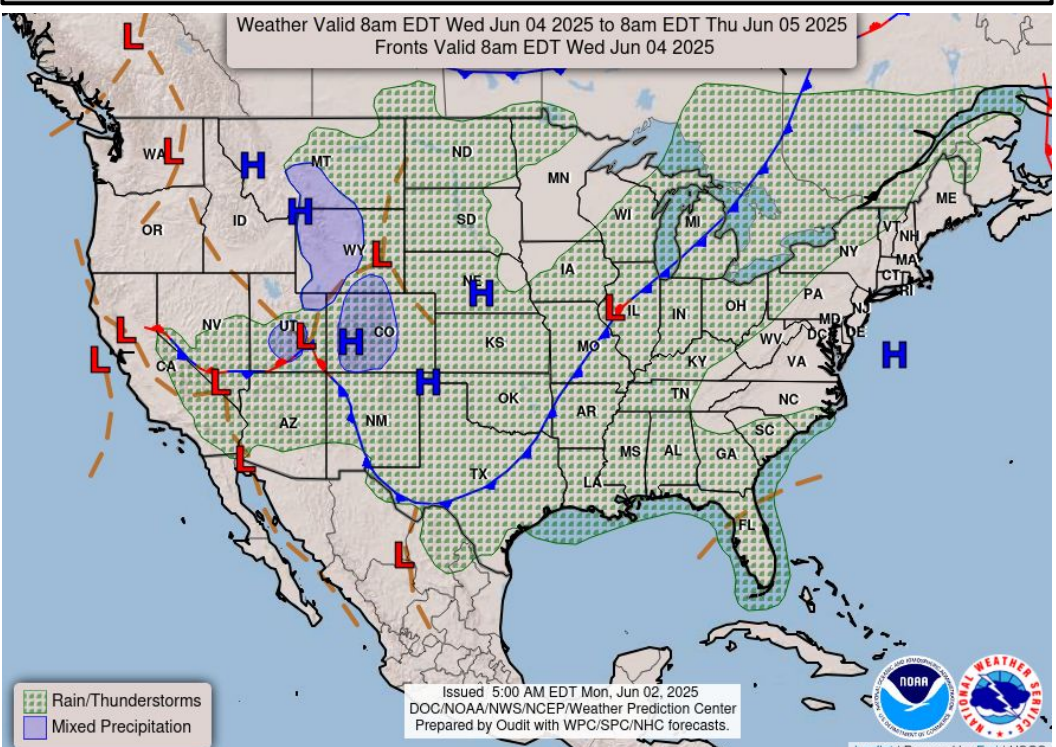 Weather Valid 8am EDT Wed Jun 04 2025 to 8am EDT Thu Jun 05 2025
Fronts Valid 8am EDT Wed Jun 04 2025
L
L
WA
H
MT
ND
MN
ME
ID
H
SD
WI
MI
VT
NH
OR
WY
L
NY
MA
CT
RI
NE
H
IA
PA
NJ
L
L
NV
UT
L
H
CO
L
IL
IN
OH
MD
DE
DC
WV
VA
KS
MO
KY
H
CA
L
H
TN
NC
AZ
NM
OK
AR
SC
L
TX
MS
AL
GA
LA
FL
L
Rain/Thunderstorms
Mixed Precipitation
Issued 5:00 AM EDT Mon, Jun 02, 2025
DOC/NOAA/NWS/NCEP/Weather Prediction Center
Prepared by Oudit with WPC/SPC/NHC forecasts.
NOAA
NATIONAL WEATHER SERVICE